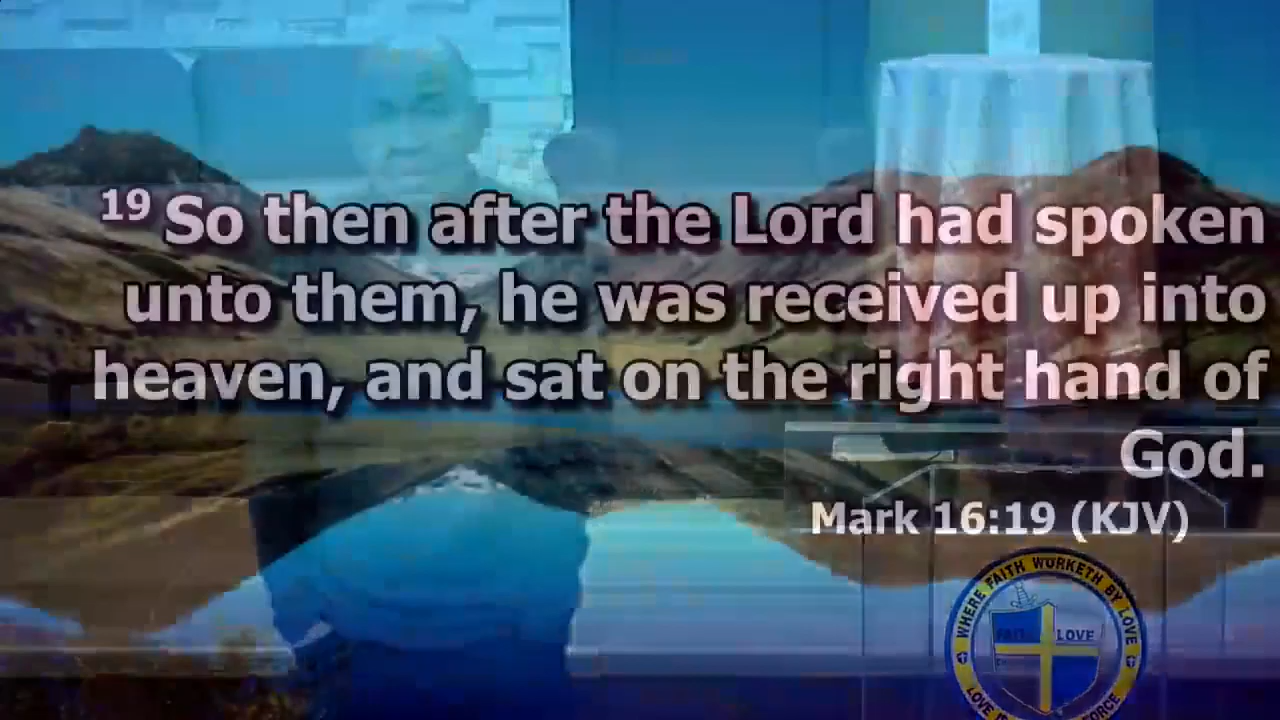 19 So then after the Lord had spoken
unto them, he was received up into
heaven, and sat on the right hand of
God.
Mark 16:19 (KJV)
WHERE FAITH WORKETH BY LOVE
LOVE